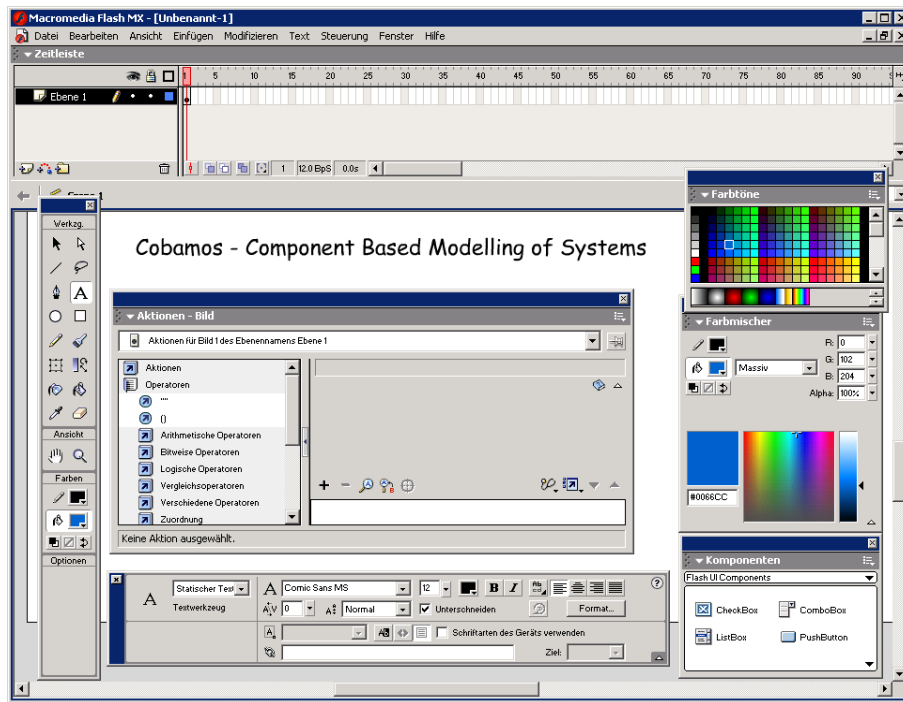 Macromedia Flash MX - [Unbenannt-1]
Datei Bearbeiten Ansicht Einfügen Modifizieren Text Steuerung Fenster Hilfe
Zeitleiste
1 5 10 15 20 25 30 35 40 45 50 55 60 65 70 75 80 85 90
Ebene 1
1 12.0 BpS 0.0s
1
Werkzg.
Ansicht
Farben
Optionen
Cobamos - Component Based Modelling of Systems
Aktionen - Bild
Aktionen für Bild 1 des Ebenennamens Ebene 1
Aktionen
Operatoren
""
()
Arithmetische Operatoren
Bitweise Operatoren
Logische Operatoren
Vergleichsoperatoren
Verschiedene Operatoren
Zuordnung
Keine Aktion ausgewählt.
A Statischer Text A Comic Sans MS 12 B I Format...
Textwerkzeug A V 0 Normal Unterschneiden
Schriftarten des Geräts verwenden
Ziel:
Farbtöne
Farbmischer
R: 0
Massiv G: 102
B: 204
Alpha: 100%
#0066CC
Komponenten
Flash UI Components
CheckBox ComboBox
ListBox PushButton